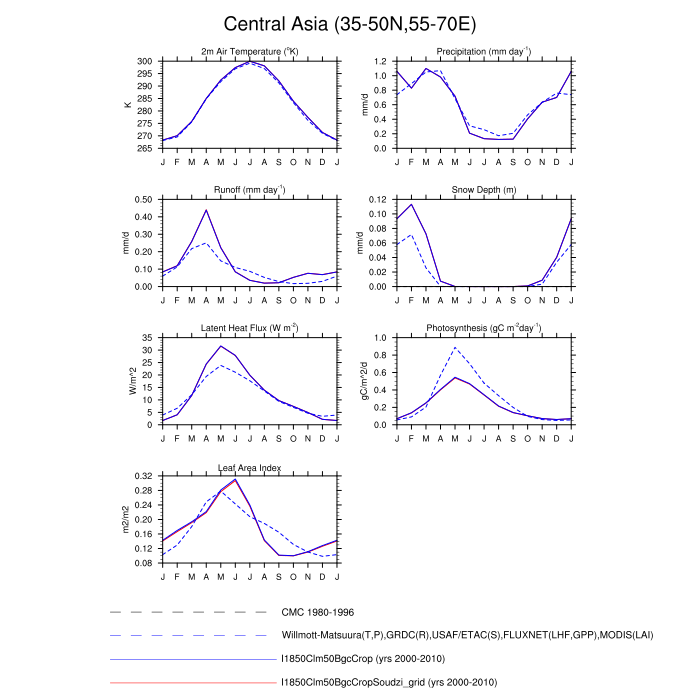 Central Asia (35-50N,55-70E)
2m Air Temperature (°K)
K
300
295
290
285
280
275
270
265
J F M A M J J A S O N D J
Precipitation (mm day-1)
mm/d
1.2
1.0
0.8
0.6
0.4
0.2
0.0
J F M A M J J A S O N D J
Runoff (mm day-1)
mm/d
0.50
0.40
0.30
0.20
0.10
0.00
J F M A M J J A S O N D J
Snow Depth (m)
mm/d
0.12
0.10
0.08
0.06
0.04
0.02
0.00
J F M A M J J A S O N D J
Latent Heat Flux (W m-2)
W/m^2
35
30
25
20
15
10
5
0
J F M A M J J A S O N D J
Photosynthesis (gC m-2day-1)
gC/m^2/d
1.0
0.8
0.6
0.4
0.2
0.0
J F M A M J J A S O N D J
Leaf Area Index
m2/m2
0.32
0.28
0.24
0.20
0.16
0.12
0.08
J F M A M J J A S O N D J
CMC 1980-1996
Willmott-Matsuura(T,P),GRDC(R),USAF/ETAC(S),FLUXNET(LHF,GPP),MODIS(LAI)
I1850Clm50BgcCrop (yrs 2000-2010)
I1850Clm50BgcCropSoudzi_grid (yrs 2000-2010)